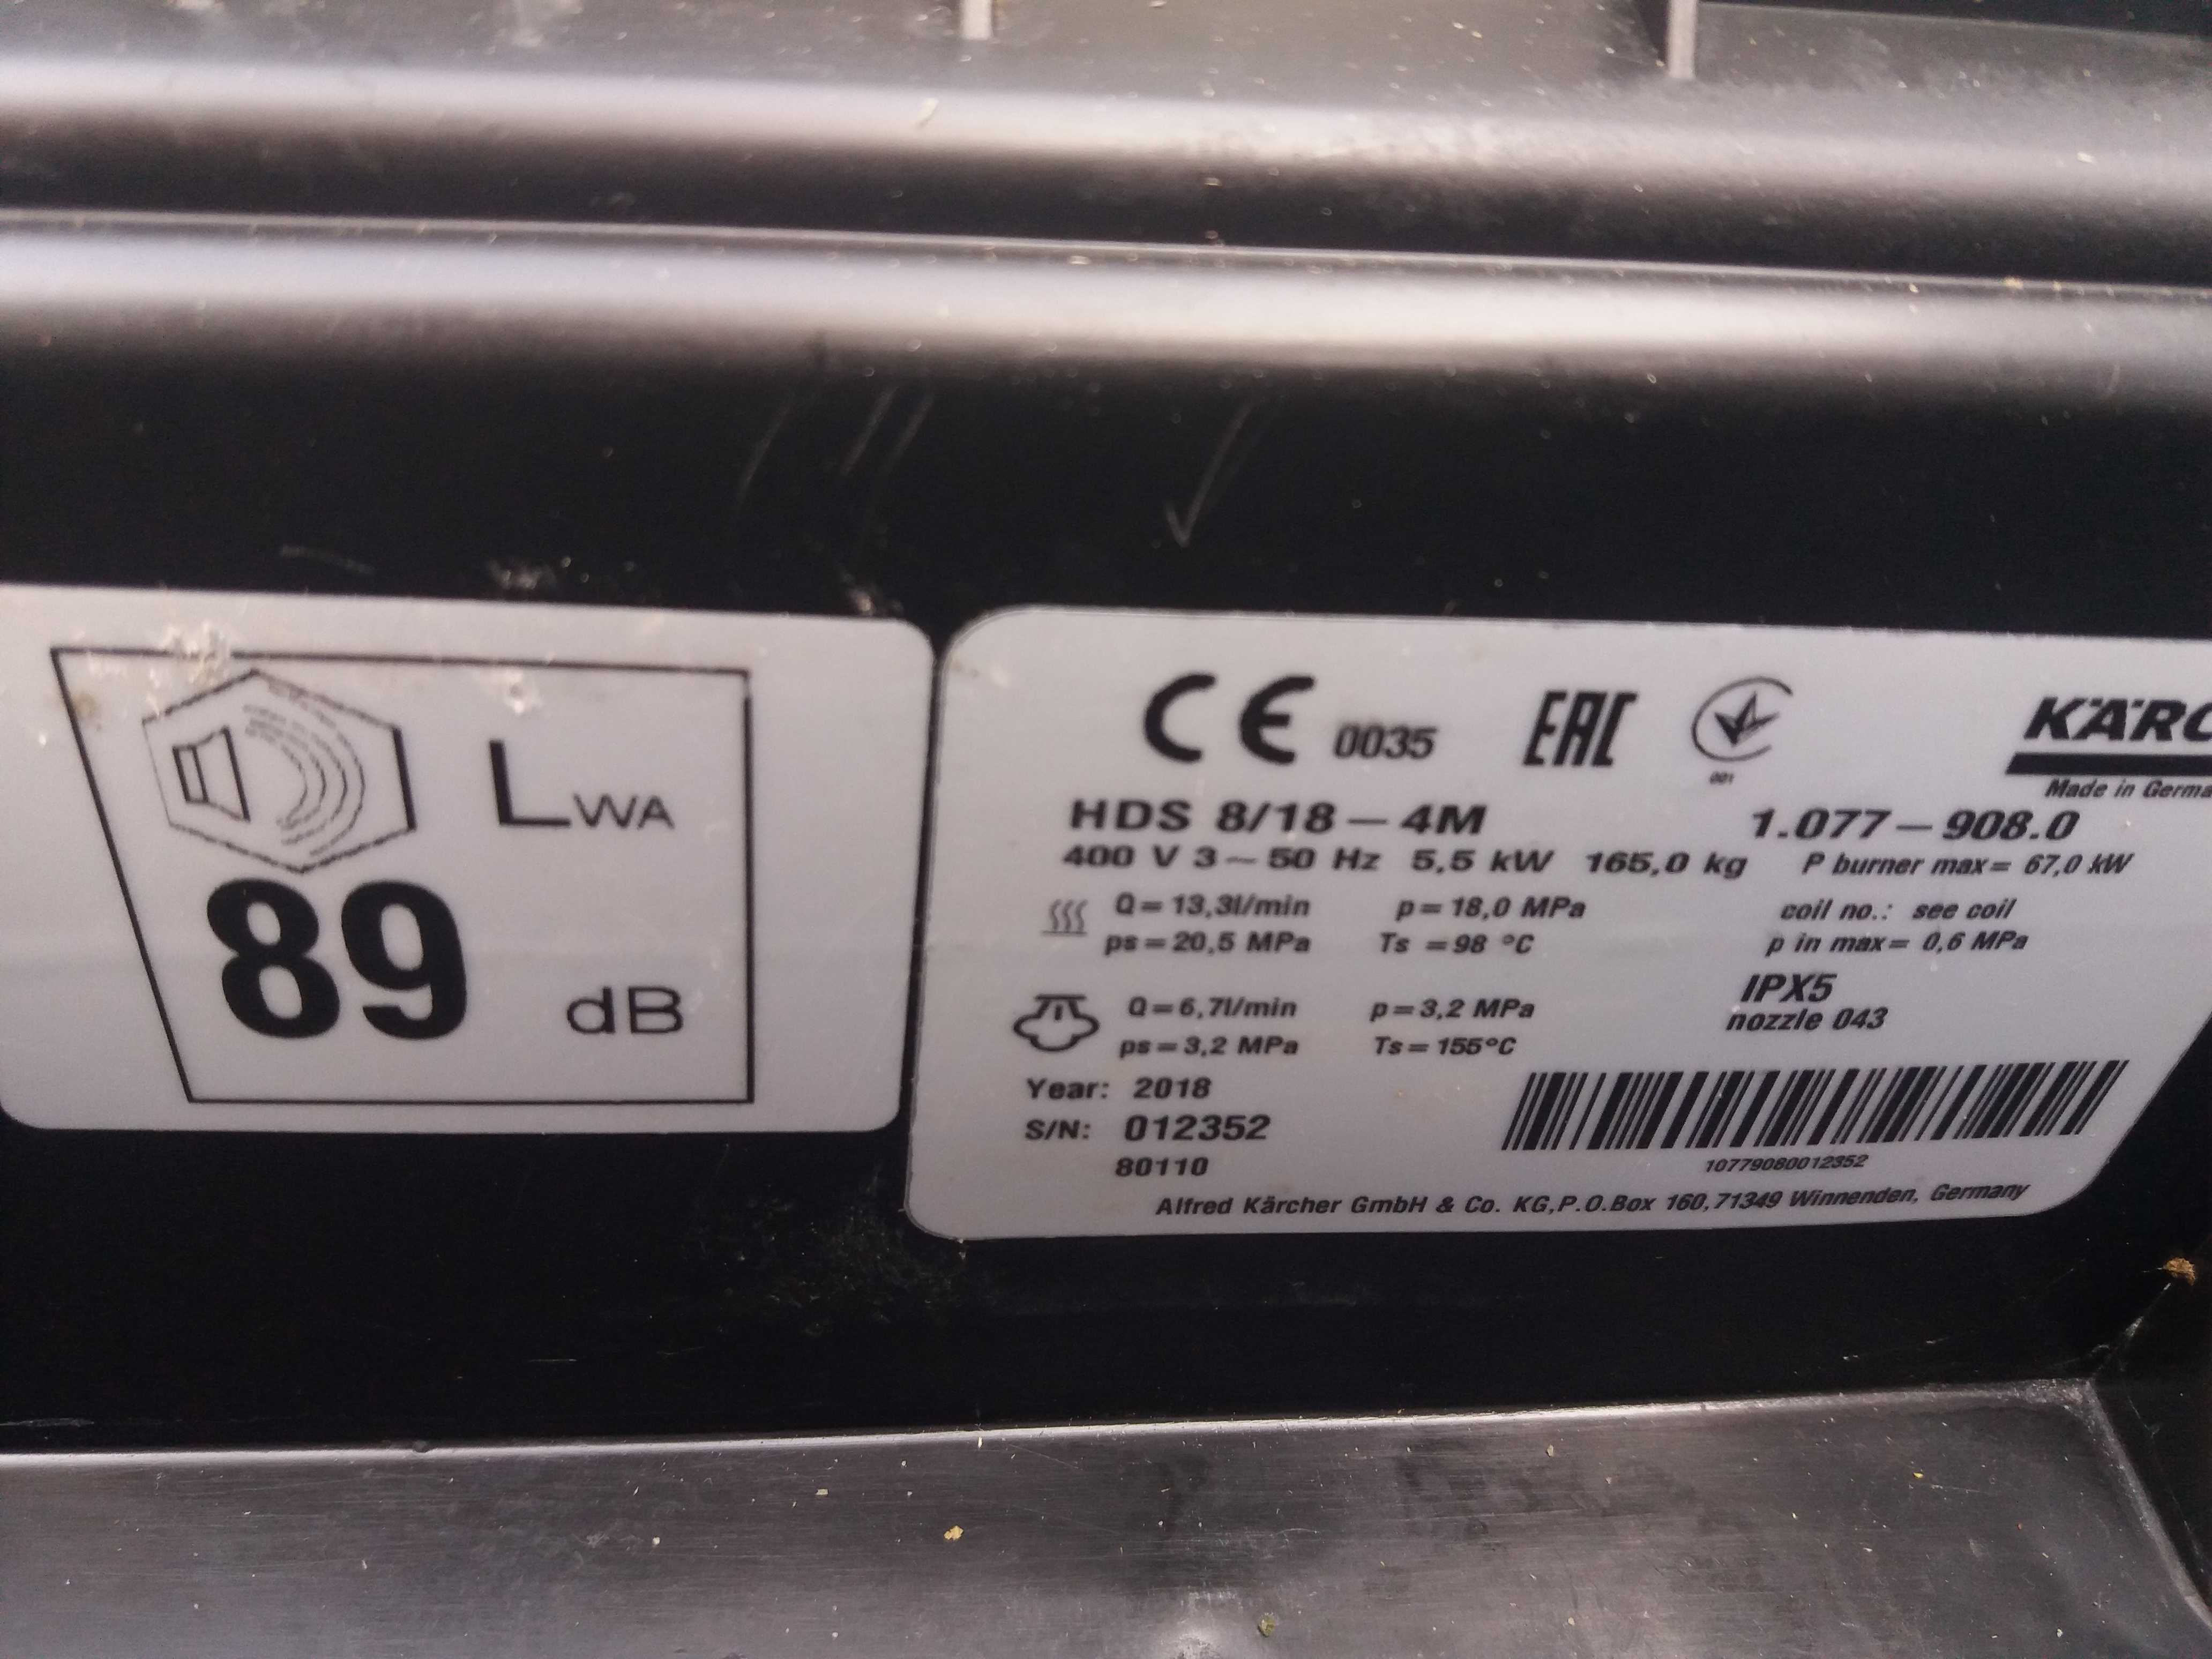 LWA
89 dB
CE 0035 EAC
001
KÄRC
Made in Germa
HDS 8/18-4M 1.077-908.0
400 V 3~50 Hz 5,5 kW 165,0 kg P burner max= 67,0 kW
Q=13,3l/min p=18,0 MPa coil no.: see coil
ps=20,5 MPa Ts =98 °C p in max= 0,6 MPa
IPX5
Q=6,7l/min p=3,2 MPa nozzle 043
ps=3,2 MPa Ts=155°C
Year: 2018
S/N: 012352
80110
10779080012352
Alfred Kärcher GmbH & Co. KG,P.O.Box 160,71349 Winnenden, Germany